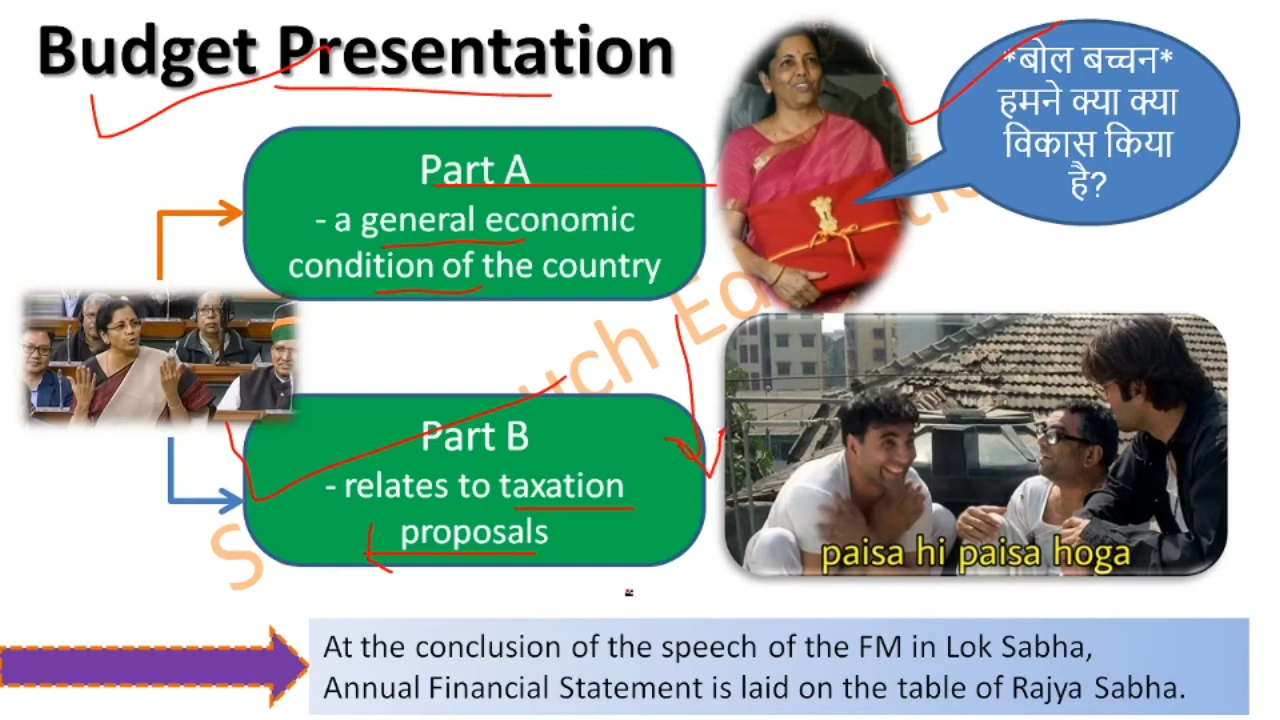 Budget Presentation
*बोल बच्चन*
हमने क्या क्या
विकास किया
है?
Part A
- a general economic
condition of the country
Part B
- relates to taxation
proposals
paisa hi paisa hoga
At the conclusion of the speech of the FM in Lok Sabha,
Annual Financial Statement is laid on the table of Rajya Sabha.